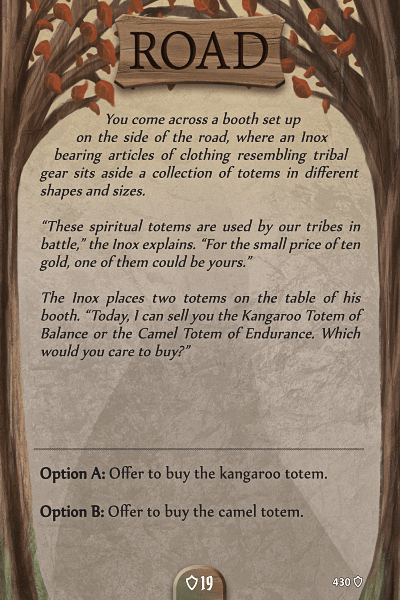 ROAD
You come across a booth set up
on the side of the road, where an Inox
bearing articles of clothing resembling tribal
gear sits aside a collection of totems in different
shapes and sizes.
“These spiritual totems are used by our tribes in
battle,” the Inox explains. “For the small price of ten
gold, one of them could be yours.”
The Inox places two totems on the table of his
booth. “Today, I can sell you the Kangaroo Totem of
Balance or the Camel Totem of Endurance. Which
would you care to buy?”
Option A: Offer to buy the kangaroo totem.
Option B: Offer to buy the camel totem.
19
430